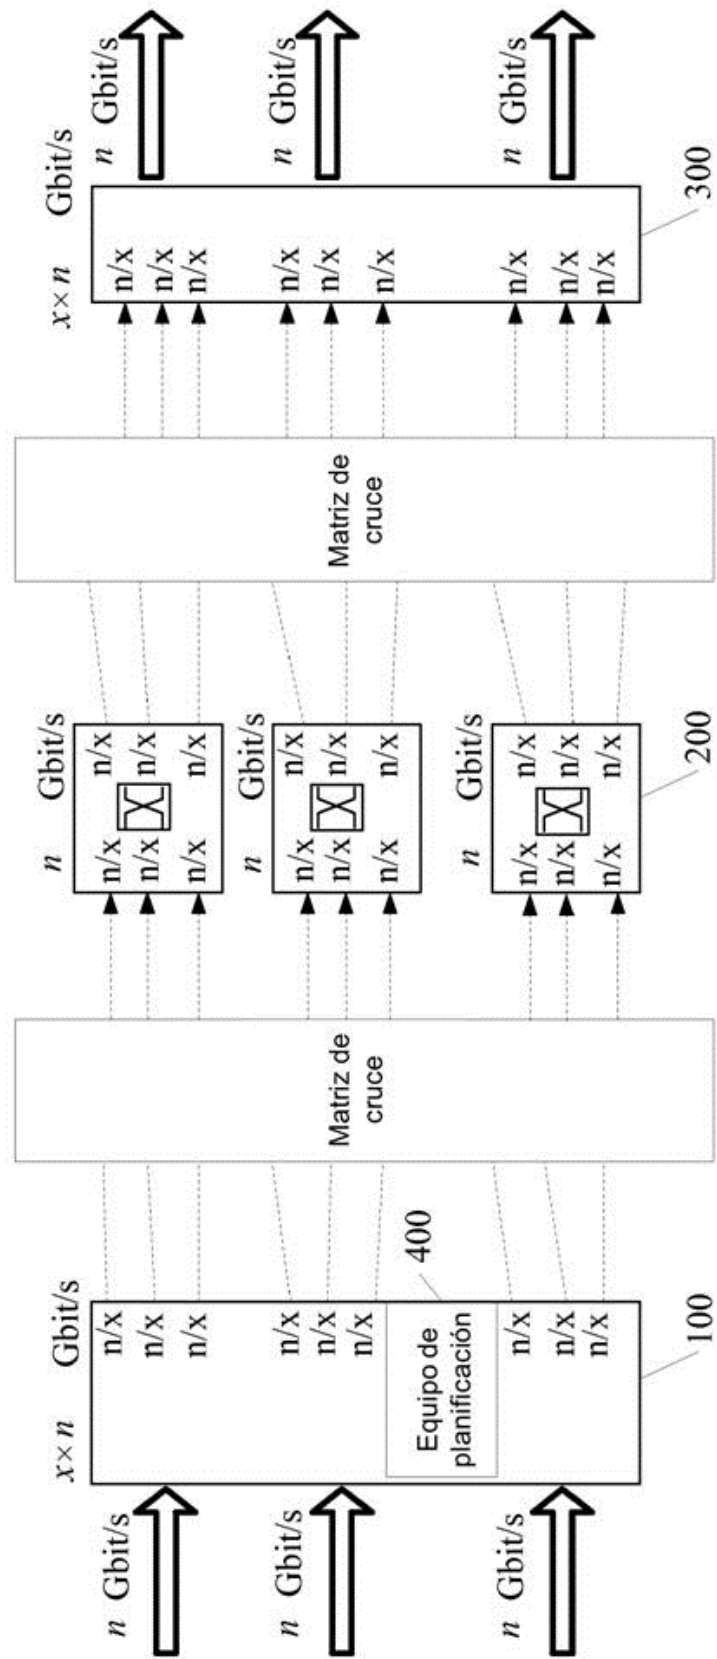 n Gbit/s
n Gbit/s
n Gbit/s
x×n Gbit/s
n/x
n/x
n/x
n/x
n/x
n/x
400
Equipo de
planificación
n/x
n/x
n/x
100
Matriz de
cruce
n Gbit/s
n/x n/x
n/x n/x
n/x n/x
n Gbit/s
n/x n/x
n/x n/x
n/x n/x
n Gbit/s
n/x n/x
n/x n/x
n/x n/x
200
Matriz de
cruce
x×n Gbit/s
n/x
n/x
n/x
n/x
n/x
n/x
n/x
n/x
n/x
300
n Gbit/s
n Gbit/s
n Gbit/s